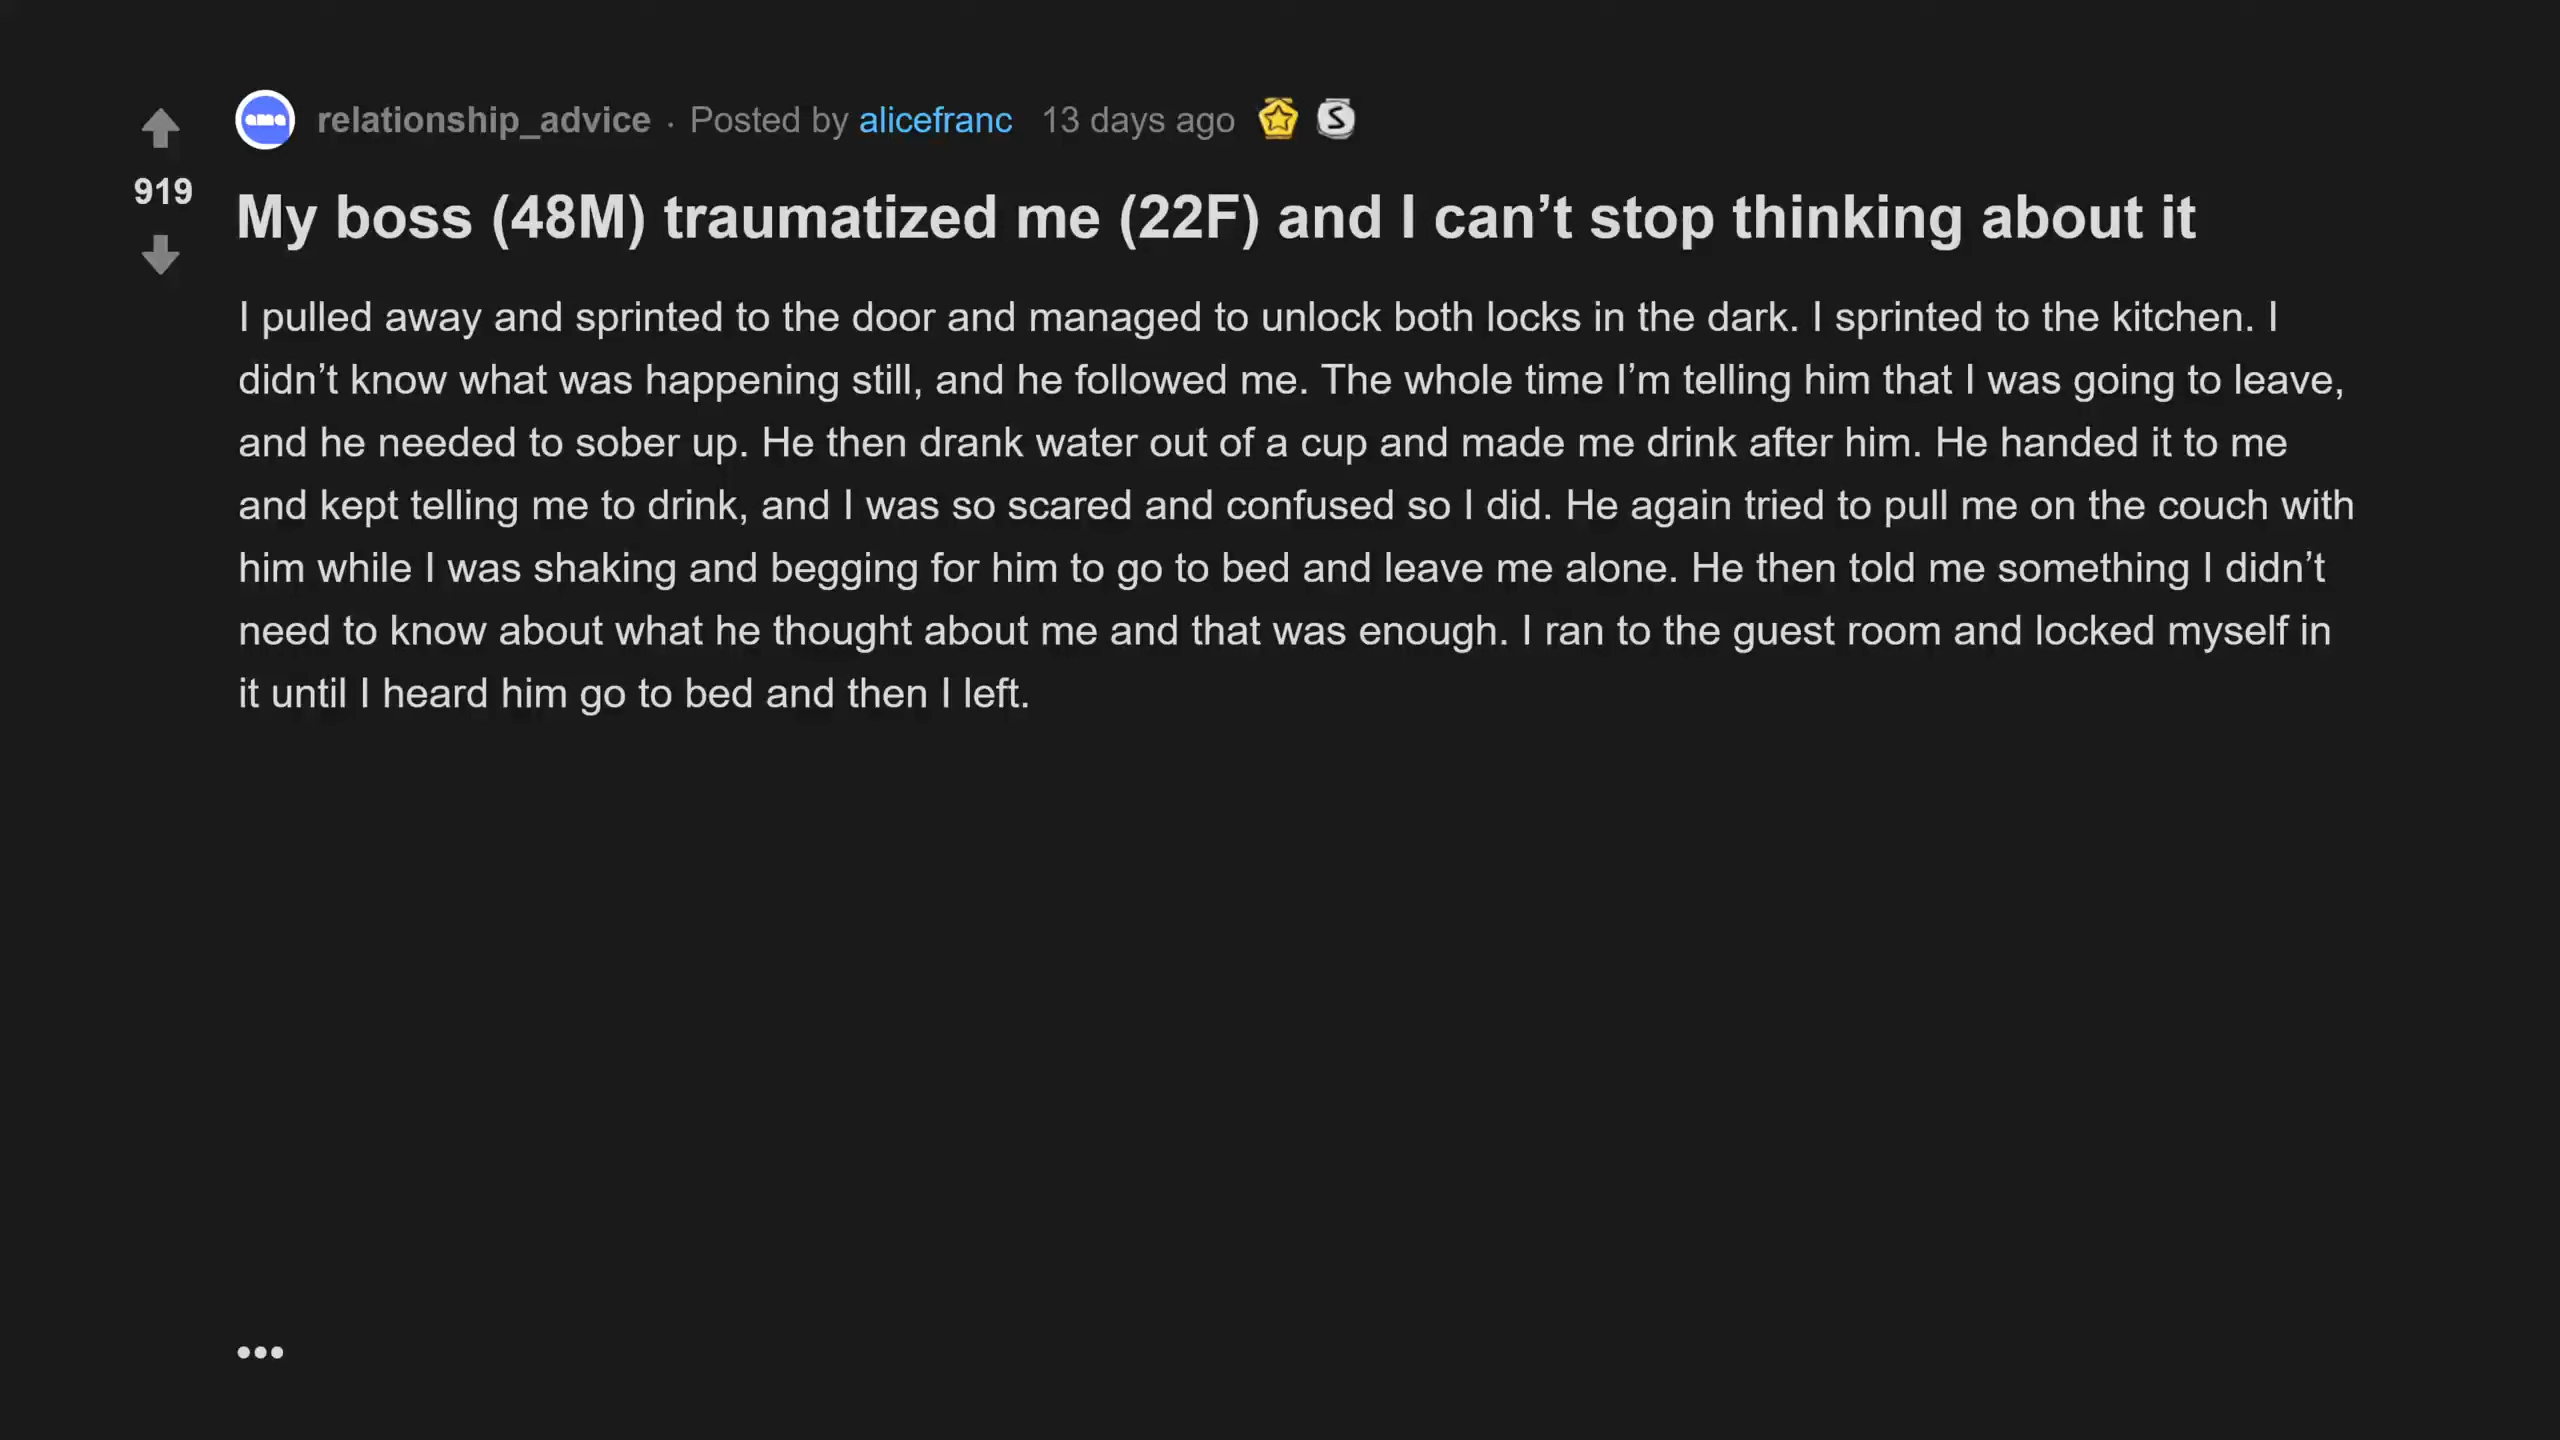 ama relationship_advice · Posted by alicefranc 13 days ago S
919
My boss (48M) traumatized me (22F) and I can’t stop thinking about it
I pulled away and sprinted to the door and managed to unlock both locks in the dark. I sprinted to the kitchen. I
didn’t know what was happening still, and he followed me. The whole time I’m telling him that I was going to leave,
and he needed to sober up. He then drank water out of a cup and made me drink after him. He handed it to me
and kept telling me to drink, and I was so scared and confused so I did. He again tried to pull me on the couch with
him while I was shaking and begging for him to go to bed and leave me alone. He then told me something I didn’t
need to know about what he thought about me and that was enough. I ran to the guest room and locked myself in
it until I heard him go to bed and then I left.
•••